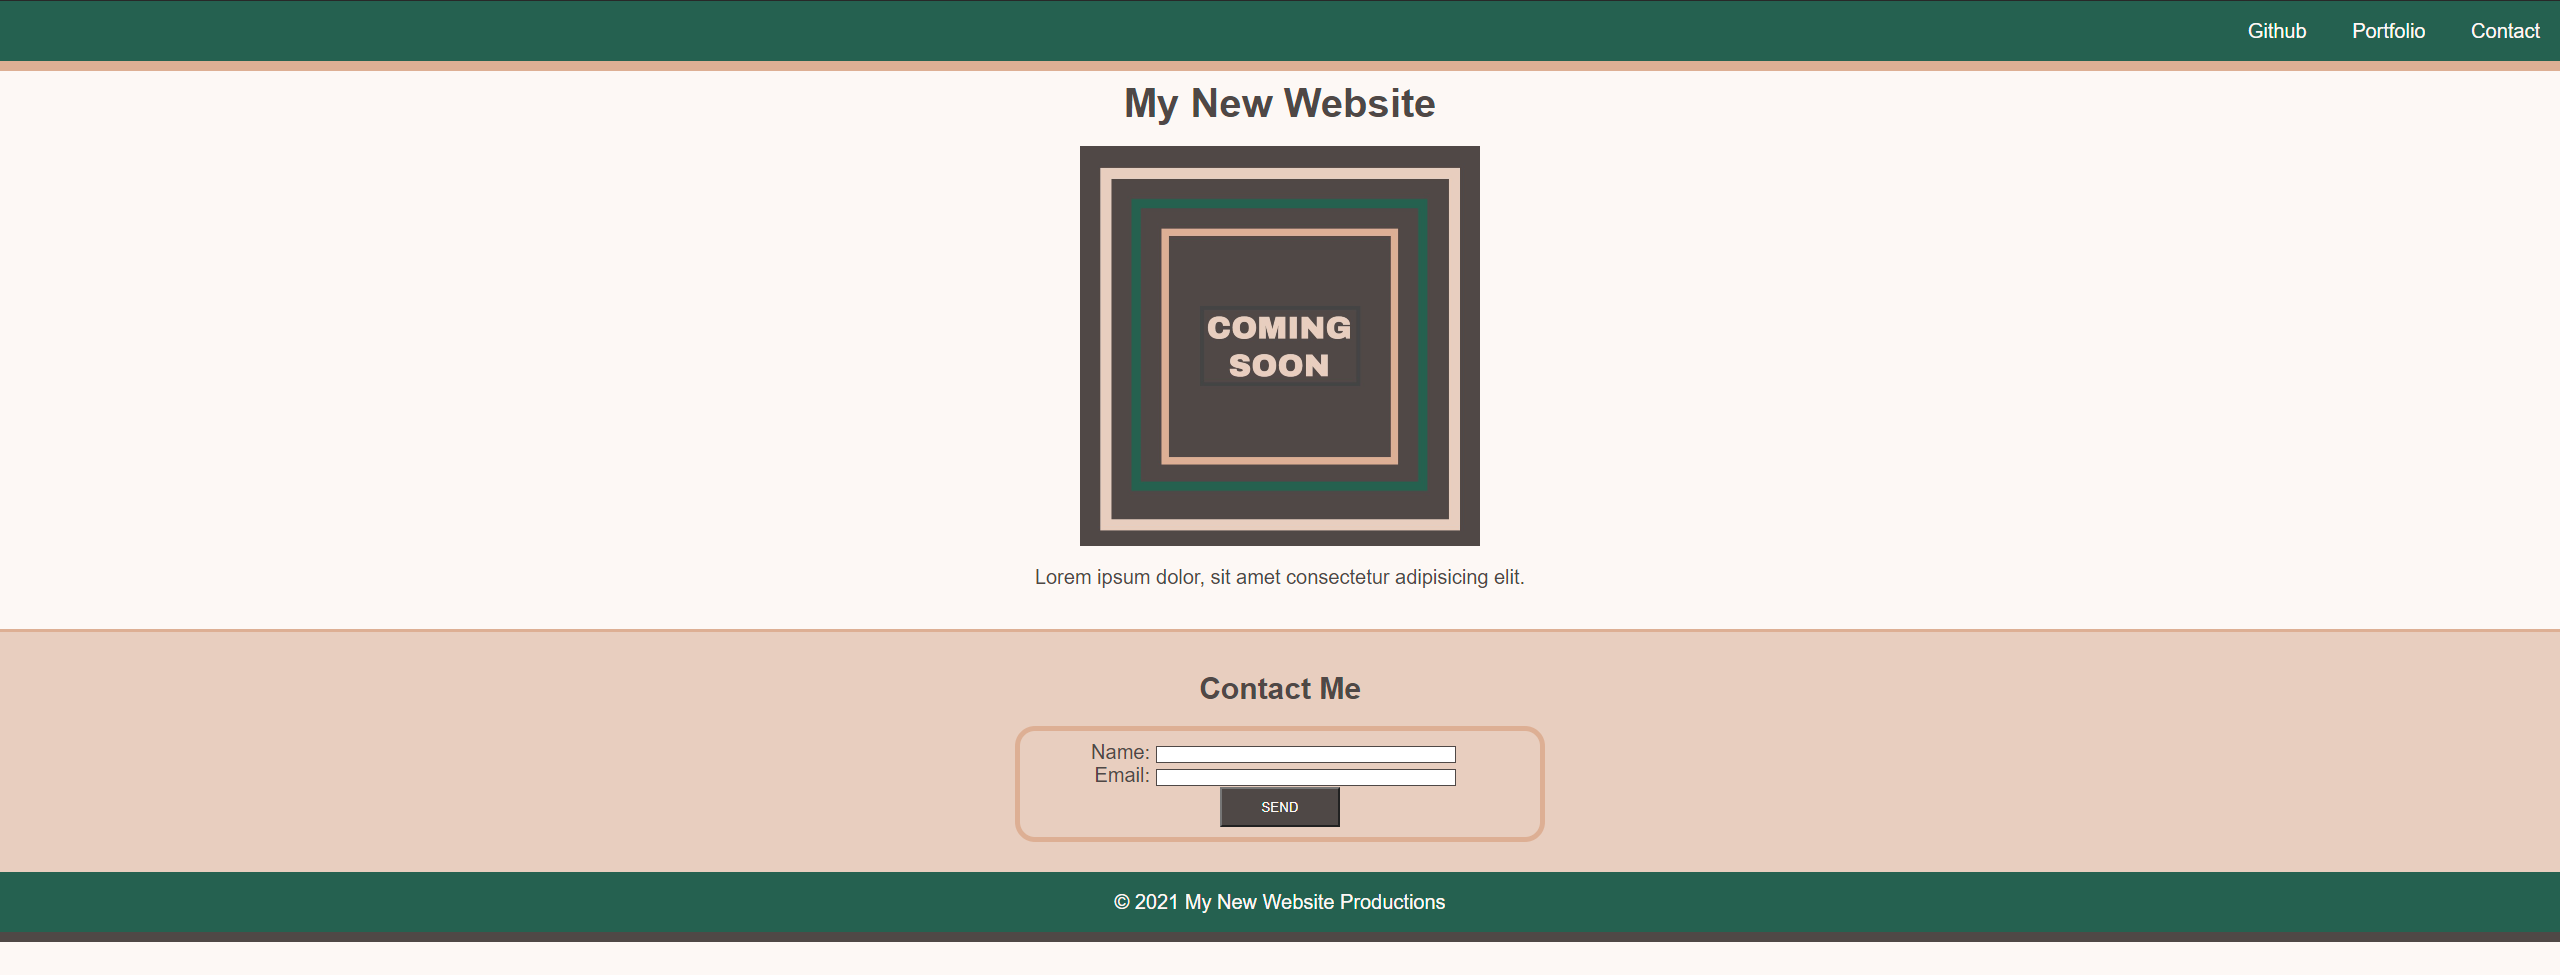 Github Portfolio Contact
My New Website
COMING
SOON
Lorem ipsum dolor, sit amet consectetur adipisicing elit.
Contact Me
Name:
Email:
SEND
© 2021 My New Website Productions